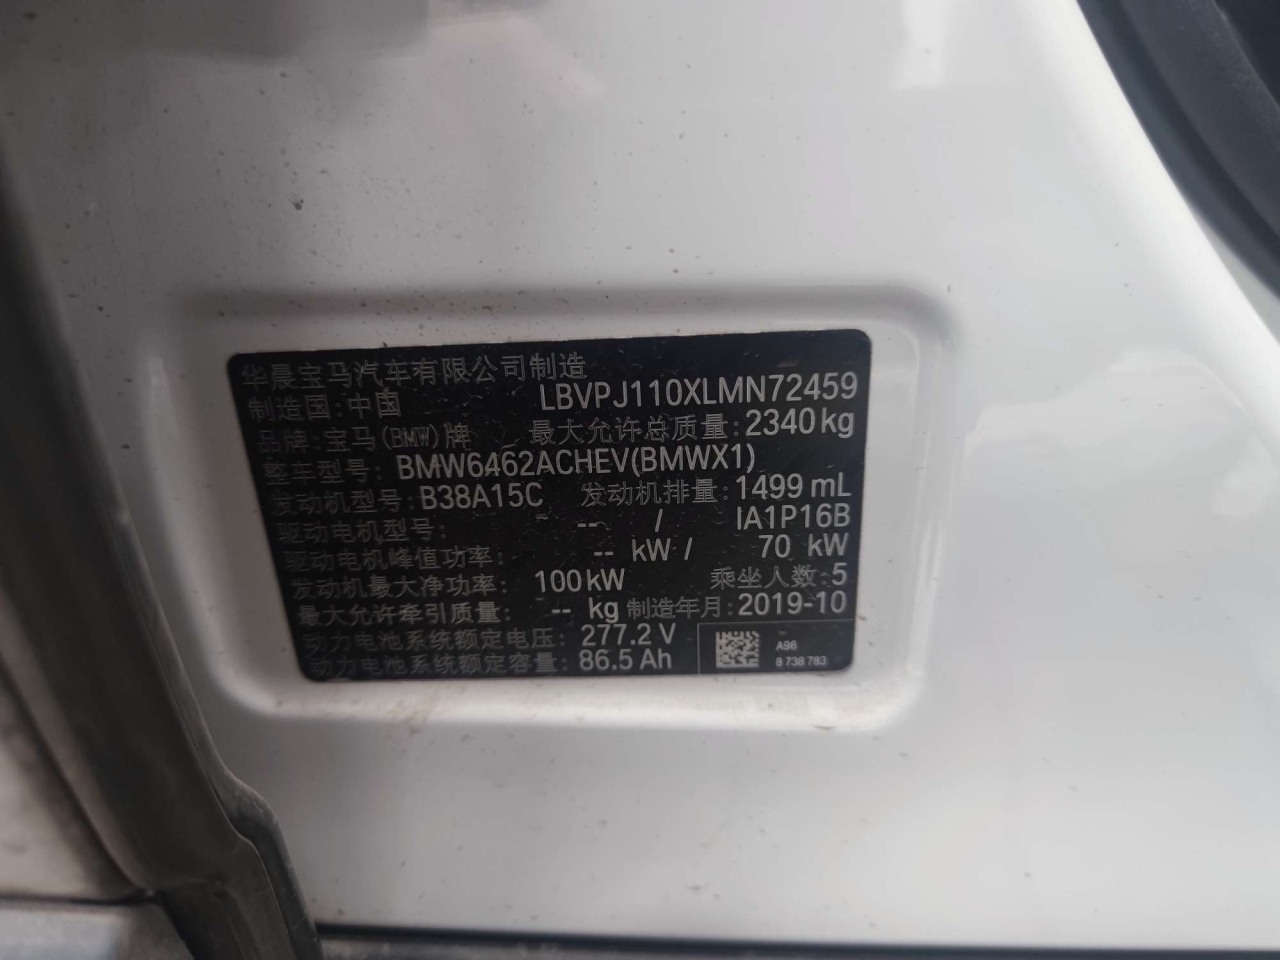 华晨宝马汽车有限公司制造
制造国:中国 LBVPJ110XLMN72459
品牌:宝马(BMW)牌 最大允许总质量:2340kg
整车型号:BMW6462ACHEV(BMWX1)
发动机型号:B38A15C 发动机排量:1499 mL
驱动电机型号: -- / IA1P16B
驱动电机峰值功率: -- kW / 70 kW
发动机最大净功率: 100kW 乘坐人数:5
最大允许牵引质量: -- kg 制造年月:2019-10
动力电池系统额定电压:277.2 V
动力电池系统额定容量:86.5 Ah
A96
8 738 783